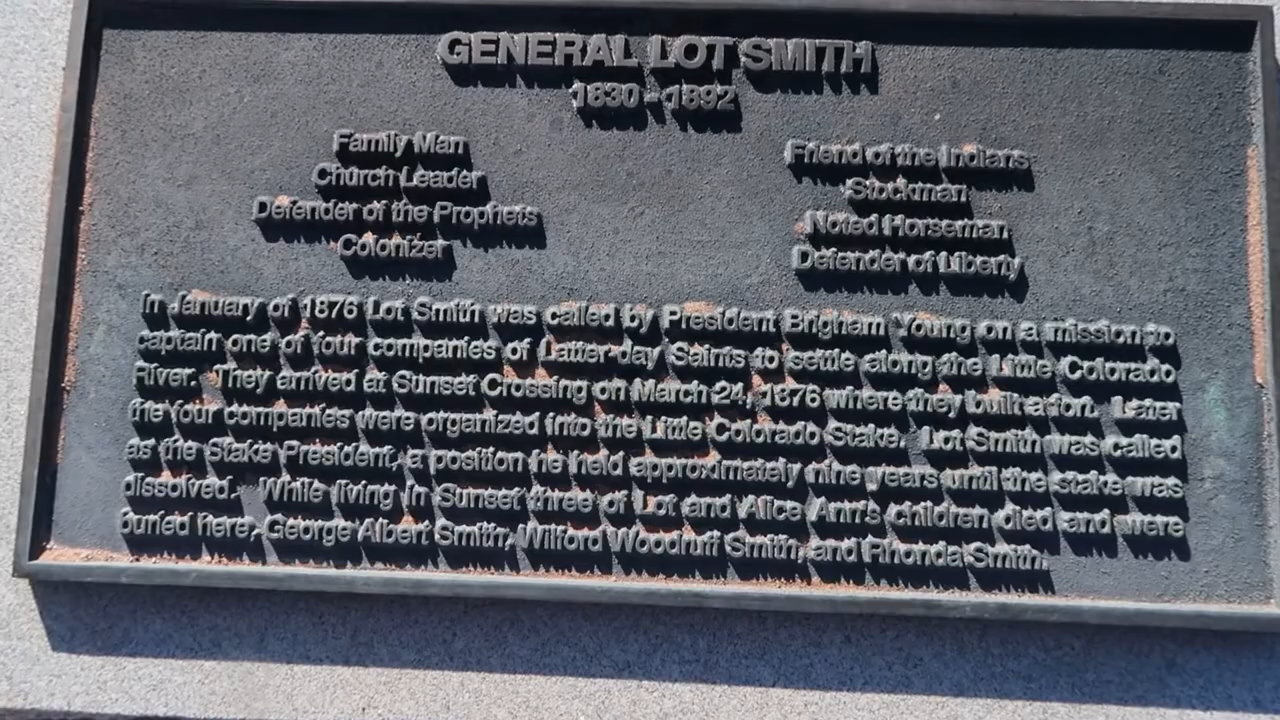 GENERAL LOT SMITH
1830 - 1892
Family Man
Church Leader
Defender of the Prophets
Colonizer
Friend of the Indians
Stockman
Noted Horseman
Defender of Liberty
In January of 1876 Lot Smith was called by President Brigham Young on a mission to
captain one of four companies of Latter-day Saints to settle along the Little Colorado
River. They arrived at Sunset Crossing on March 24, 1876 where they built a fort. Later
the four companies were organized into the Little Colorado Stake. Lot Smith was called
as the Stake President, a position he held approximately nine years until the stake was
dissolved. While living in Sunset three of Lot and Alice Ann's children died and were
buried here, George Albert Smith, Wilford Woodruff Smith, and Rhonda Smith.